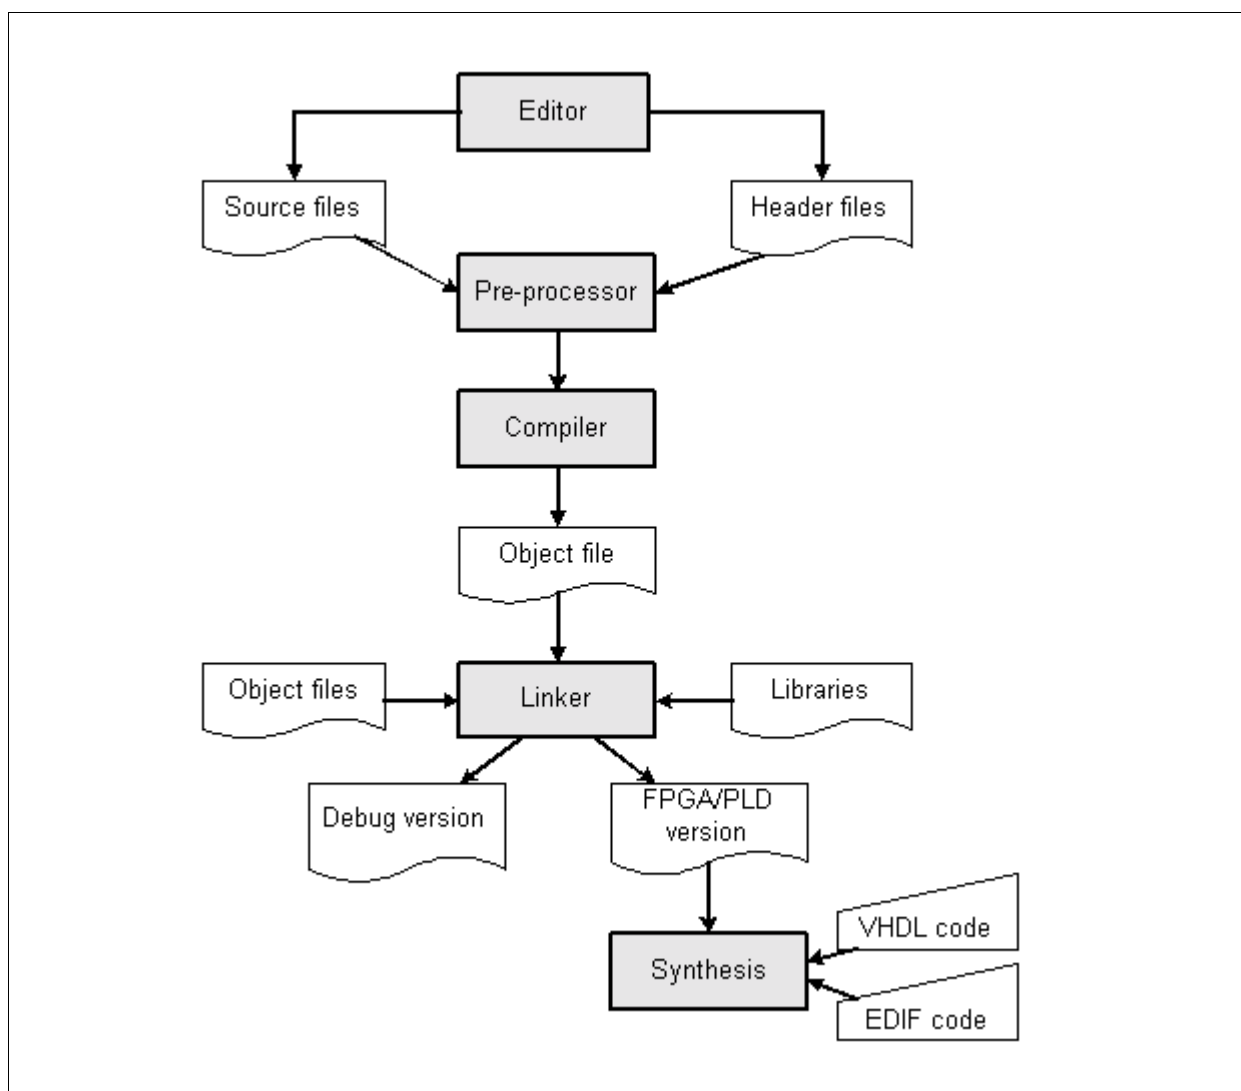 Editor
Source files
Header files
Pre-processor
Compiler
Object file
Object files
Linker
Libraries
Debug version
FPGA/PLD
version
VHDL code
Synthesis
EDIF code